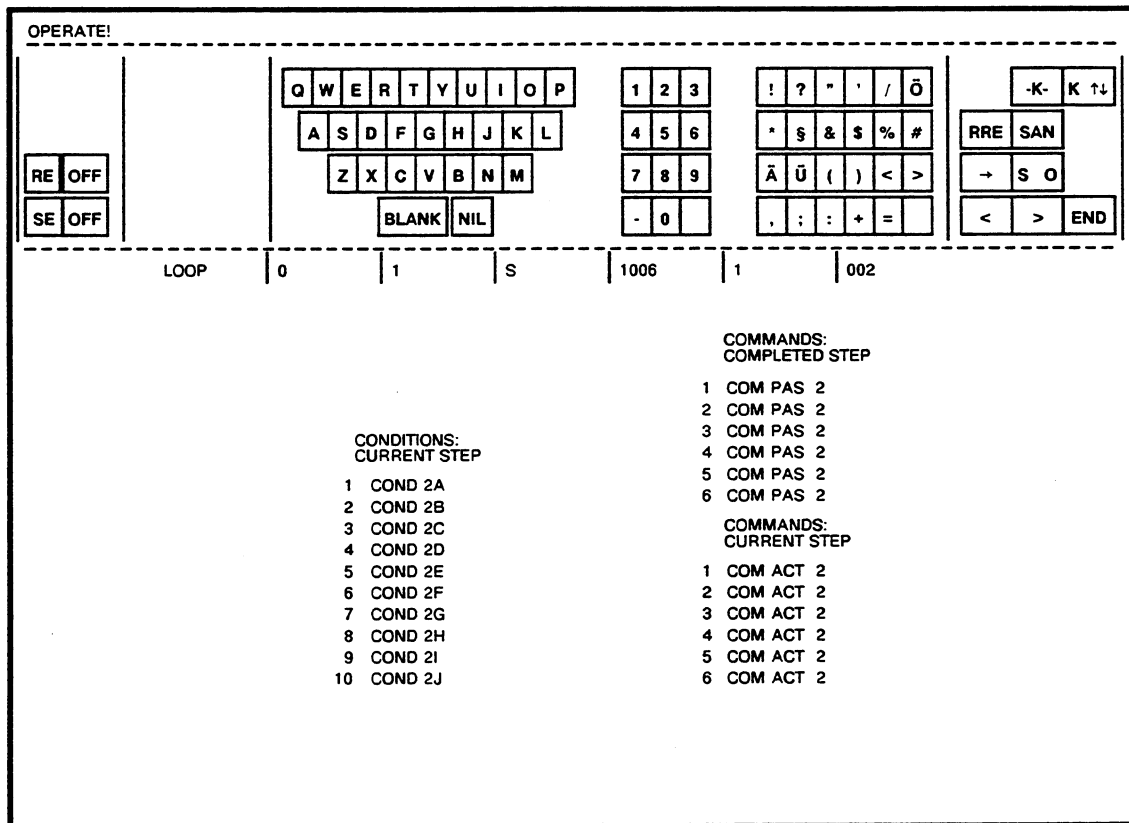 OPERATE!
Q W E R T Y U I O P 1 2 3 ! ? " ' / Ö -K- K ↑↓
A S D F G H J K L 4 5 6 * § & $ % # RRE SAN
RE OFF Z X C V B N M 7 8 9 Ä Ü ( ) < > → S O
SE OFF BLANK NIL - 0 , ; : + = < > END
LOOP 0 1 S 1006 1 002
COMMANDS:
COMPLETED STEP
1 COM PAS 2
2 COM PAS 2
3 COM PAS 2
4 COM PAS 2
5 COM PAS 2
6 COM PAS 2
CONDITIONS:
CURRENT STEP
1 COND 2A
2 COND 2B
3 COND 2C
4 COND 2D
5 COND 2E
6 COND 2F
7 COND 2G
8 COND 2H
9 COND 2I
10 COND 2J
COMMANDS:
CURRENT STEP
1 COM ACT 2
2 COM ACT 2
3 COM ACT 2
4 COM ACT 2
5 COM ACT 2
6 COM ACT 2